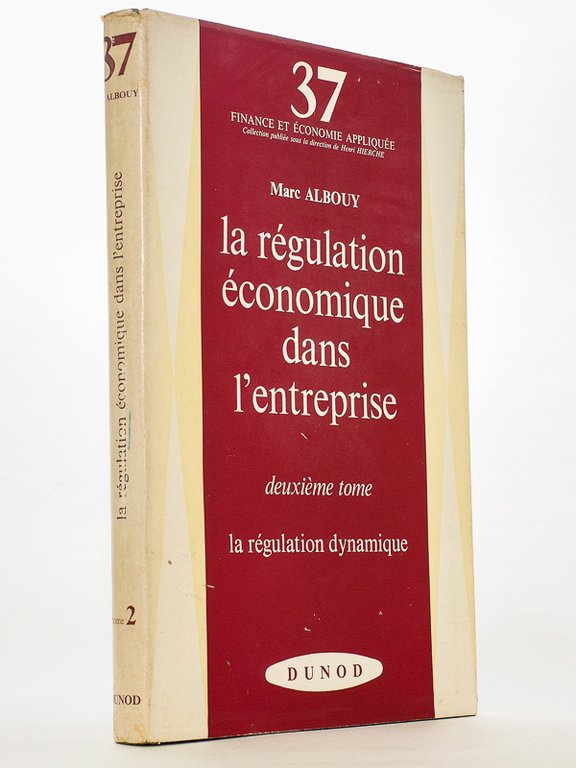 37
ALBOUY
la régulation économique dans l'entreprise
2
DUNOD
37
FINANCE ET ÉCONOMIE APPLIQUÉE
Collection publiée sous la direction de Henri HIERCHE
Marc ALBOUY
la régulation
économique
dans
l'entreprise
deuxième tome
la régulation dynamique
DUNOD